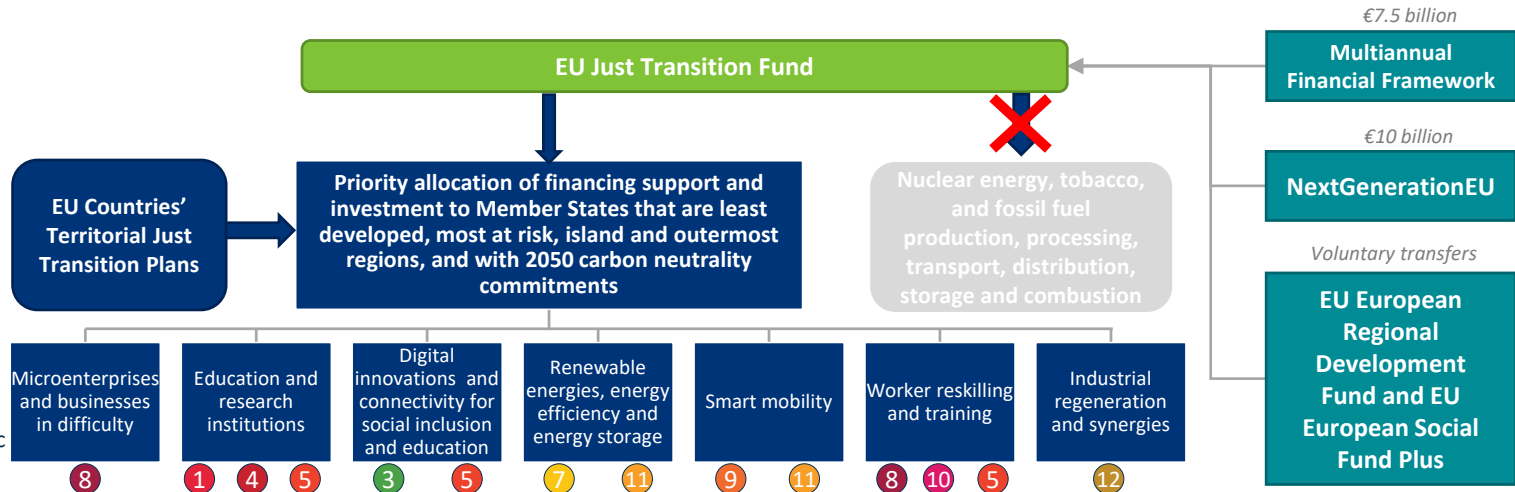 €7.5 billion
EU Just Transition Fund
Multiannual
Financial Framework
€10 billion
NextGenerationEU
EU Countries’
Territorial Just
Transition Plans
Priority allocation of financing support and
investment to Member States that are least
developed, most at risk, island and outermost
regions, and with 2050 carbon neutrality
commitments
Nuclear energy, tobacco,
and fossil fuel
production, processing,
transport, distribution,
storage and combustion
Voluntary transfers
EU European
Regional
Development
Fund and EU
European Social
Fund Plus
Microenterprises
and businesses
in difficulty
Education and
research
institutions
Digital
innovations and
connectivity for
social inclusion
and education
Renewable
energies, energy
efficiency and
energy storage
Smart mobility
Worker reskilling
and training
Industrial
regeneration
and synergies
c
8
1 4 5
3 5
7 11
9 11
8 10 5
12